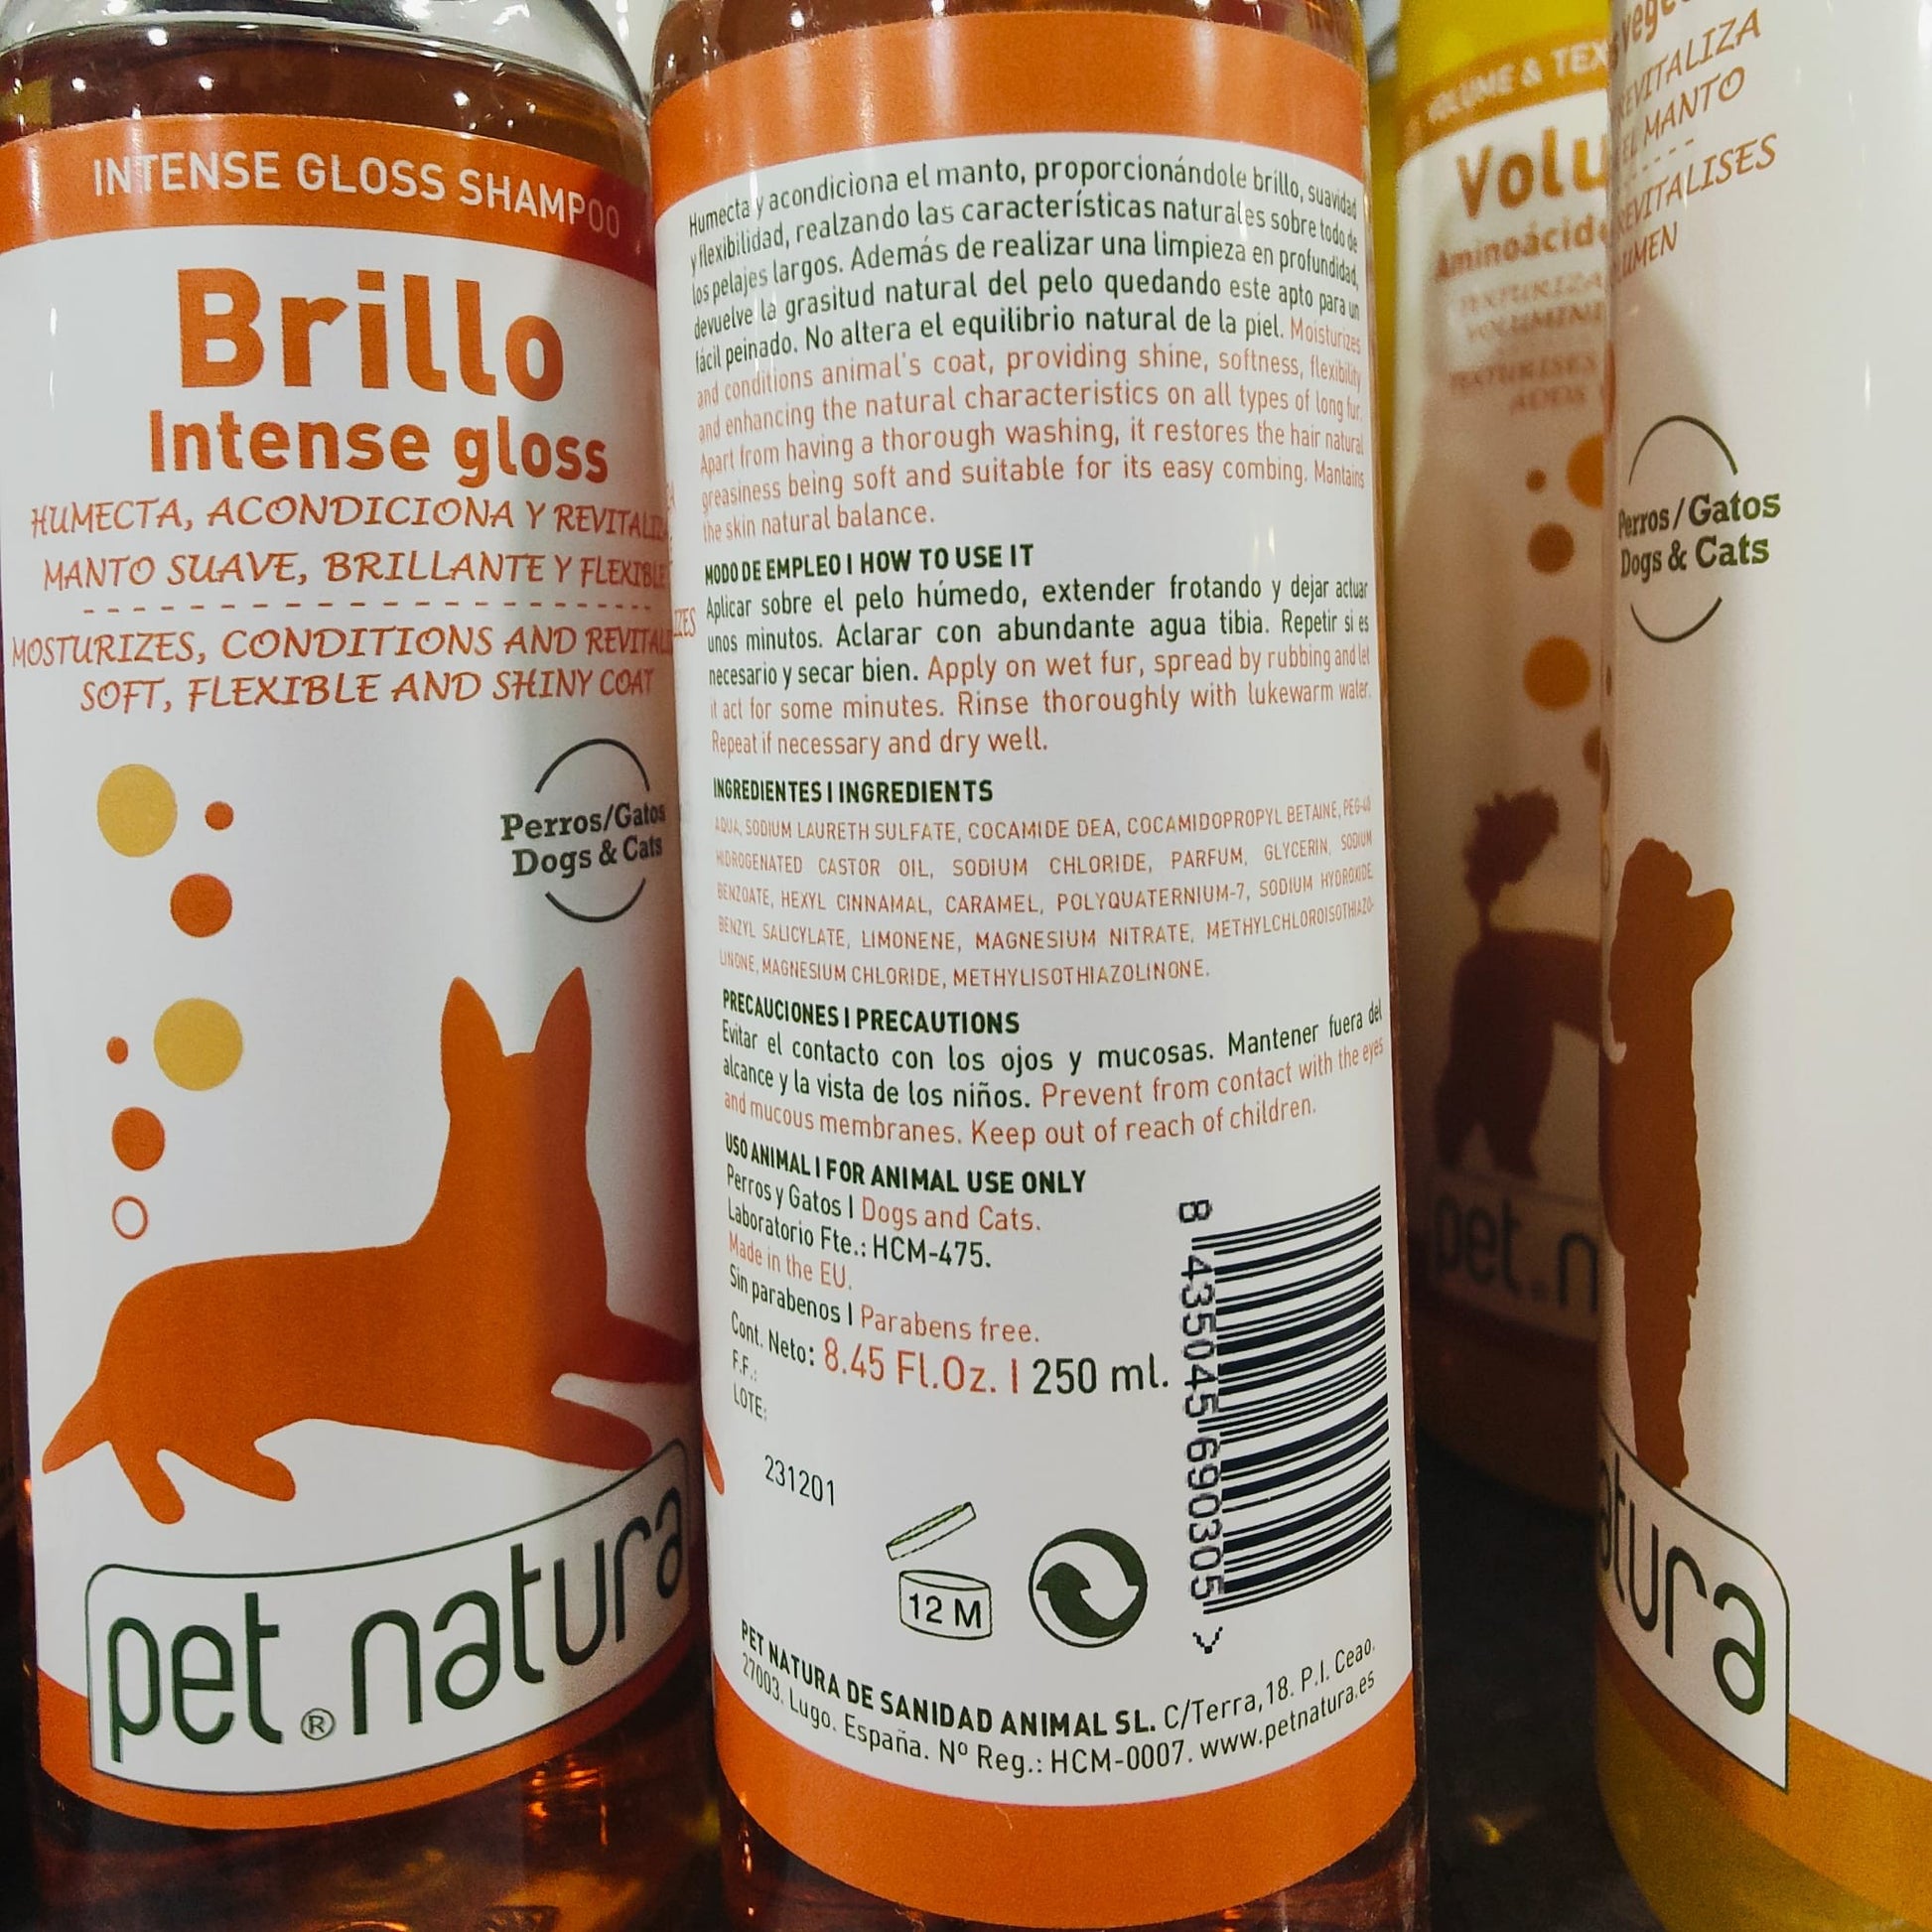 INTENSE GLOSS SHAMPOO
Brillo
Intense gloss
HUMECTA, ACONDICIONA Y
MANTO SUAVE, BRILLANTE Y FLEXIBLE
MOSTURIZES, CONDITIONS AND
SOFT, FLEXIBLE AND SHINY COAT
Perros/Gatos
Dogs & Cats
pet.natura
®
Humecta y acondiciona el manto, proporcionándole brillo, suavidad
y flexibilidad, realzando las características naturales sobre todo de
los pelajes largos. Además de realizar una limpieza en profundidad,
devuelve la grasitud natural del pelo quedando este apto para un
fácil peinado. No altera el equilibrio natural de la piel. Moisturizes
and conditions animal's coat, providing shine, softness, flexibility
and enhancing the natural characteristics on all types of long fur.
Apart from having a thorough washing, it restores the hair natural
greasiness being soft and suitable for its easy combing. Mantains
the skin natural balance.
MODO DE EMPLEO I HOW TO USE IT
Aplicar sobre el pelo húmedo, extender frotando y dejar actuar
unos minutos. Aclarar con abundante agua tibia. Repetir si es
necesario y secar bien. Apply on wet fur, spread by rubbing and let
it act for some minutes. Rinse thoroughly with lukewarm water.
Repeat if necessary and dry well.
INGREDIENTES I INGREDIENTS
AQUA, SODIUM LAURETH SULFATE, COCAMIDE DEA, COCAMIDOPROPYL BETAINE, PEG-40
HIDROGENATED CASTOR OIL, SODIUM CHLORIDE, PARFUM, GLYCERIN, SODIUM
BENZOATE, HEXYL CINNAMAL, CARAMEL, POLYQUATERNIUM-7, SODIUM HYDROXIDE,
BENZYL SALICYLATE, LIMONENE, MAGNESIUM NITRATE, METHYLCHLOROISOTHIAZO-
LINONE, MAGNESIUM CHLORIDE, METHYLISOTHIAZOLINONE.
PRECAUCIONES I PRECAUTIONS
Evitar el contacto con los ojos y mucosas. Mantener fuera del
alcance y la vista de los niños. Prevent from contact with the eyes
and mucous membranes. Keep out of reach of children.
USO ANIMAL I FOR ANIMAL USE ONLY
Perros y Gatos I Dogs and Cats.
Laboratorio Fte.: HCM-475.
Made in the EU.
Sin parabenos I Parabens free.
Cont. Neto: 8.45 Fl.Oz. I 250 ml.
F.F.:
LOTE:
231201
12 M
8 435045 690305 >
PET NATURA DE SANIDAD ANIMAL SL. C/Terra, 18. P.I. Ceao.
27003. Lugo. España. Nº Reg.: HCM-0007. www.petnatura.es
VOLUME & TEX
Volu
Aminoácid
pet.n
REVITALIZA
EL MANTO
REVITALISES
Perros/Gatos
Dogs & Cats
atura